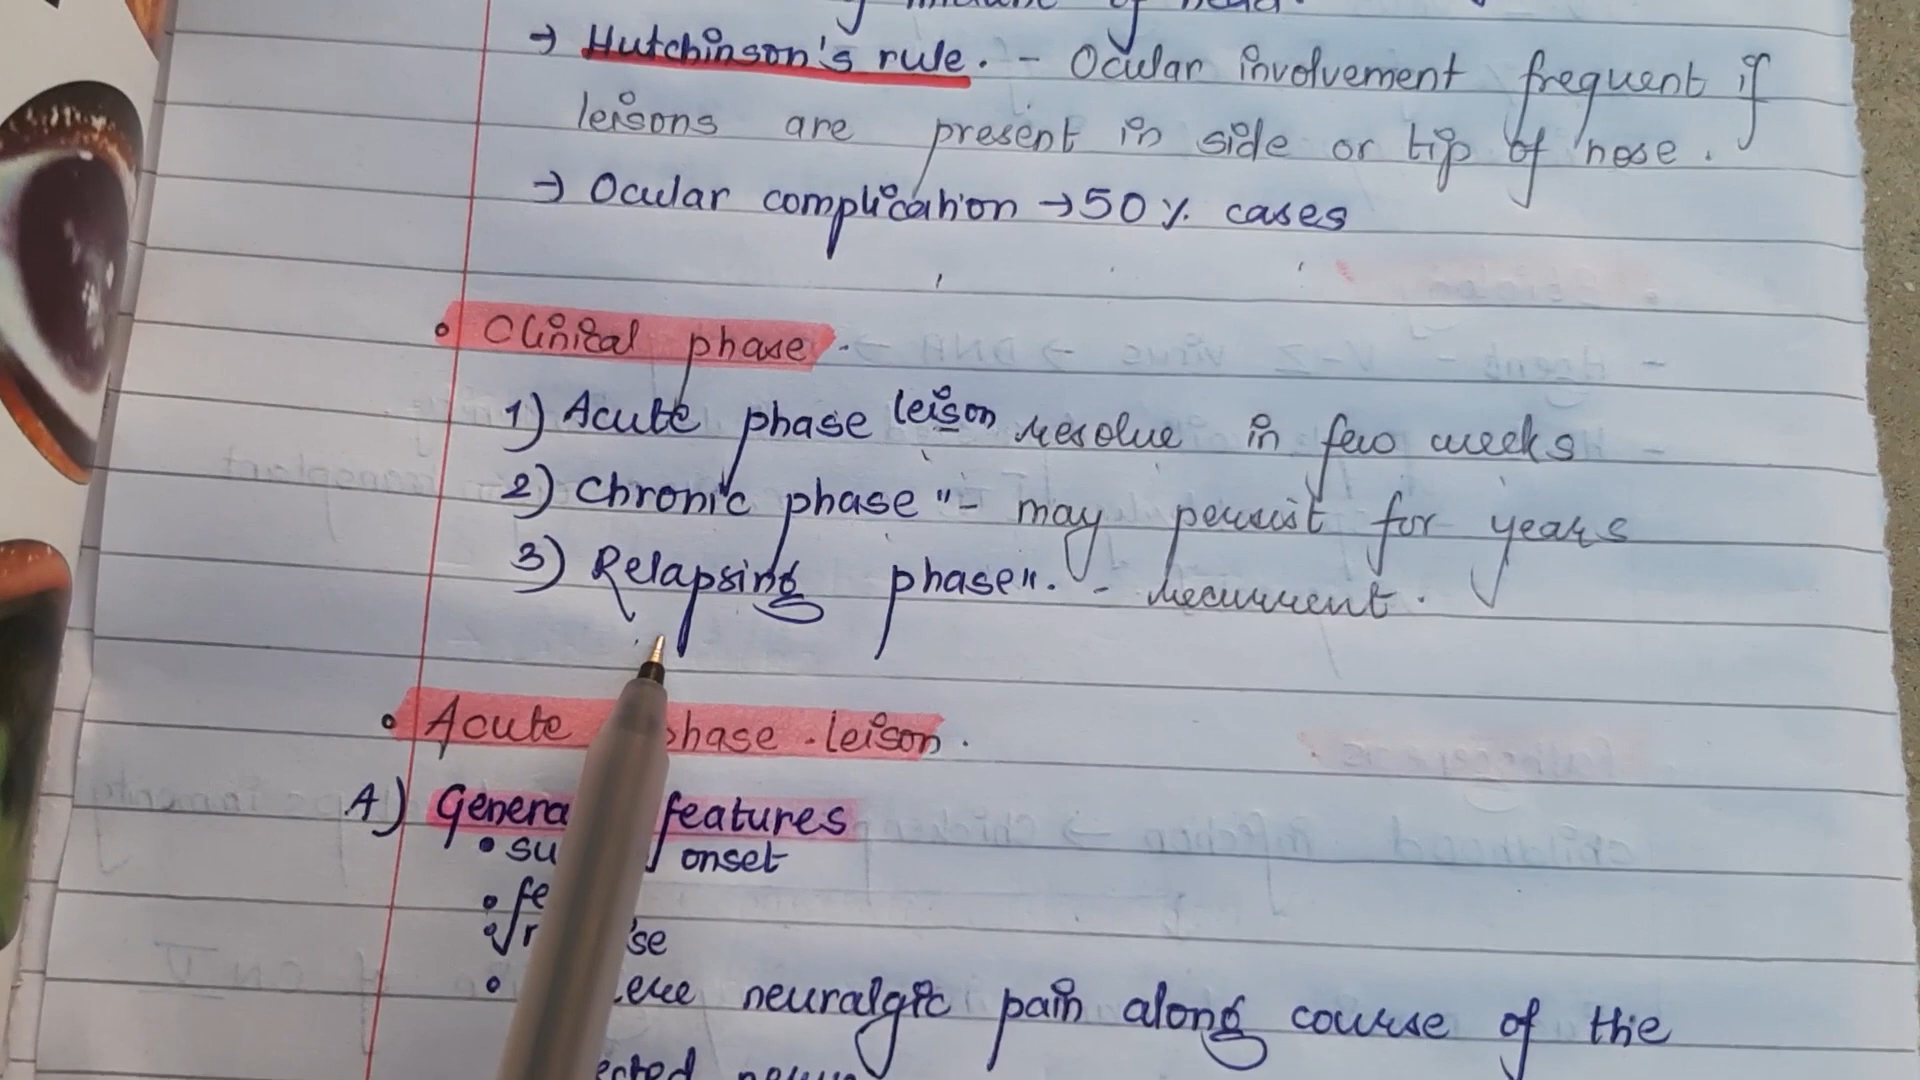 → Hutchinson's rule. - Ocular involvement frequent if
leisons are present in side or tip of nose.
→ Ocular complication → 50% cases
• Clinical phase.
1) Acute phase leison resolve in few weeks
2) Chronic phase " - may persist for years
3) Relapsing phase ". - recurrent.
• Acute phase leison.
A) General features
• su onset
• fe
• se
• neuralgic pain along course of the